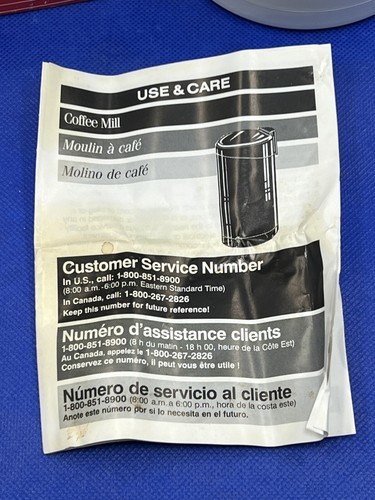 USE & CARE
Coffee Mill
Moulin à café
Molino de café
Customer Service Number
In U.S., call: 1-800-851-8900
(8:00 a.m.-6:00 p.m. Eastern Standard Time)
In Canada, call: 1-800-267-2826
Keep this number for future reference!
Numéro d'assistance clients
1-800-851-8900 (8 h du matin - 18 h 00, heure de la Côte Est)
Au Canada, appelez le 1-800-267-2826
Conservez ce numéro, il peut vous être utile !
Número de servicio al cliente
1-800-851-8900 (8:00 a.m.a 6:00 p.m., hora de la costa este)
Anote este número por si lo necesita en el futuro.